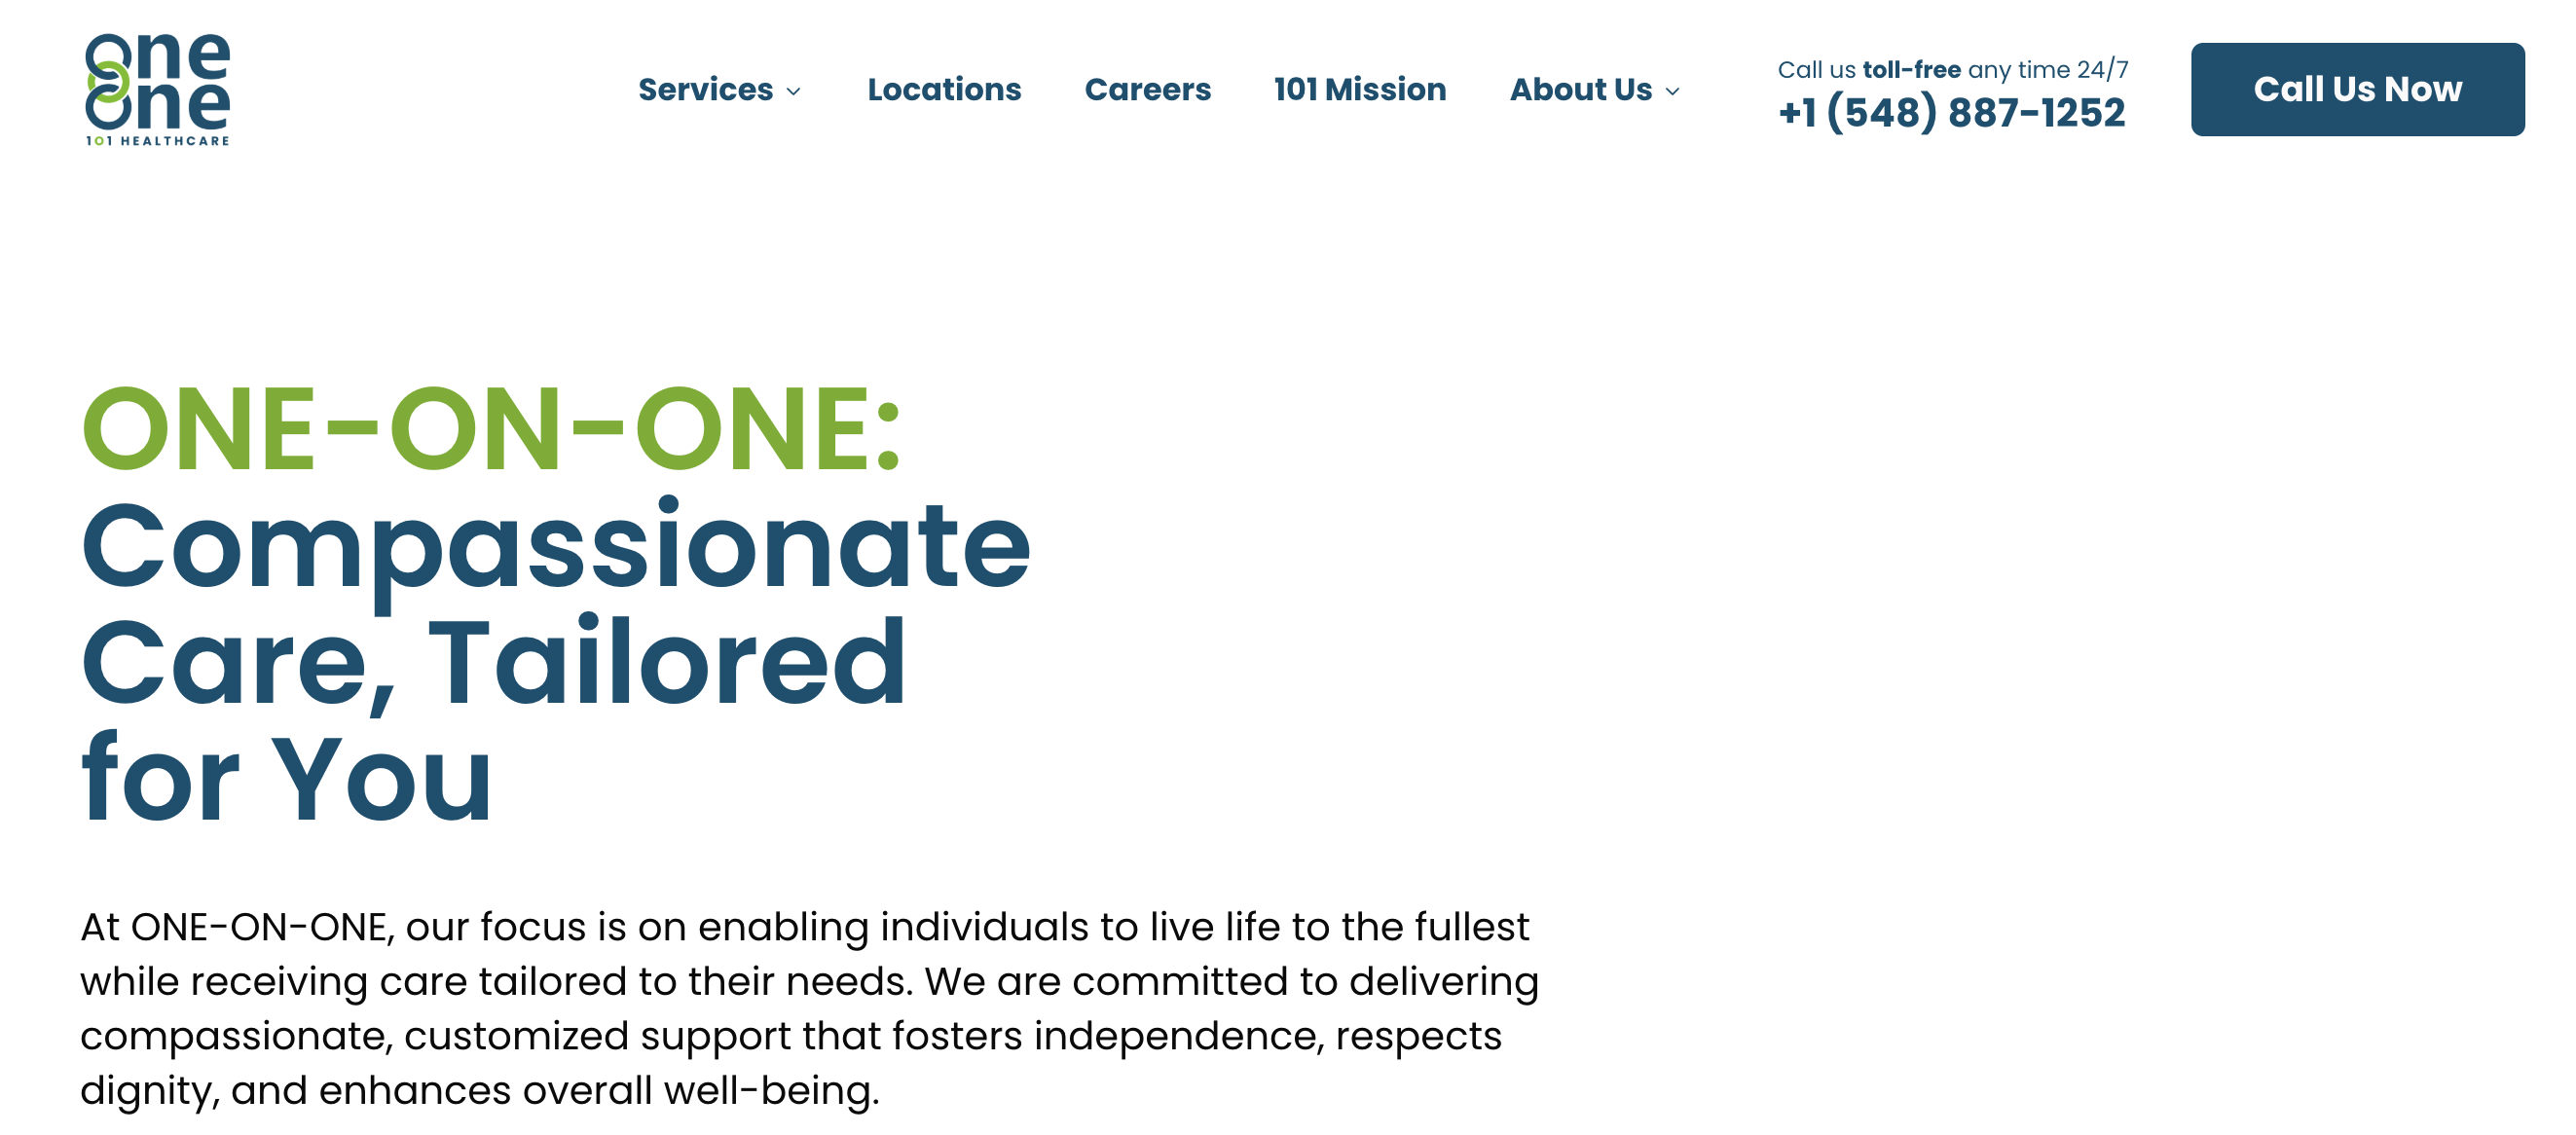 one
one
101 HEALTHCARE
Services
Locations
Careers
101 Mission
About Us
Call us toll-free any time 24/7
+1 (548) 887-1252
Call Us Now
ONE-ON-ONE:
Compassionate
Care, Tailored
for You
At ONE-ON-ONE, our focus is on enabling individuals to live life to the fullest
while receiving care tailored to their needs. We are committed to delivering
compassionate, customized support that fosters independence, respects
dignity, and enhances overall well-being.